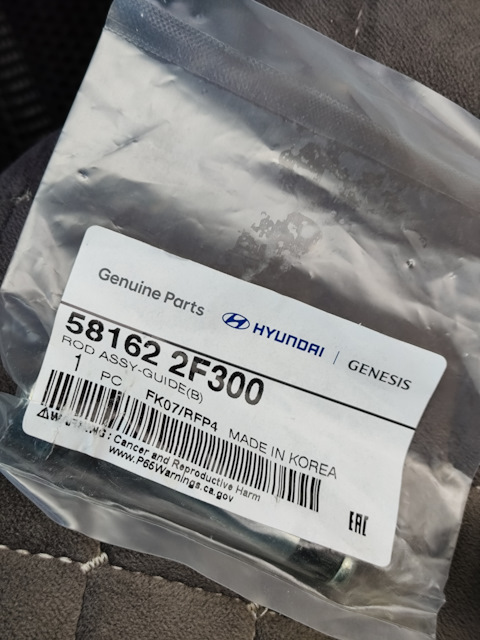 Genuine Parts HYUNDAI | GENESIS
58162 2F300
ROD ASSY-GUIDE(B)
1 PC FK07/RFP4 MADE IN KOREA
⚠WARNING: Cancer and Reproductive Harm
www.P65Warnings.ca.gov
EAC